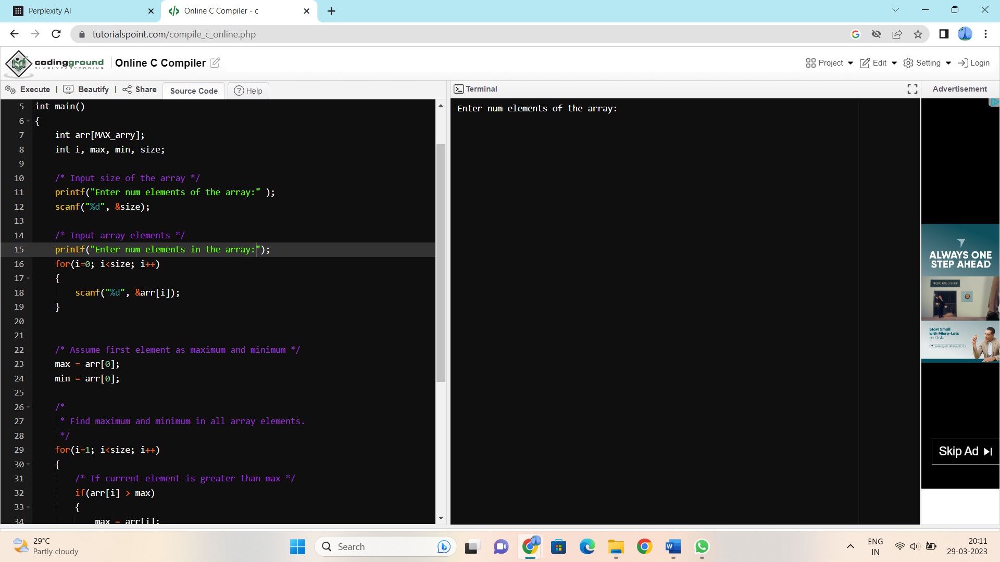 Perplexity AI
Online C Compiler - c
tutorialspoint.com/compile_c_online.php
codingground
SIMPLYEASYCODING
Online C Compiler
Project
Edit
Setting
Login
Execute
Beautify
Share
Source Code
Help
Terminal
Advertisement
5 int main()
6 {
7 int arr[MAX_arry];
8 int i, max, min, size;
9
10 /* Input size of the array */
11 printf("Enter num elements of the array:" );
12 scanf("%d", &size);
13
14 /* Input array elements */
15 printf("Enter num elements in the array:");
16 for(i=0; i<size; i++)
17 {
18 scanf("%d", &arr[i]);
19 }
20
21
22 /* Assume first element as maximum and minimum */
23 max = arr[0];
24 min = arr[0];
25
26 /*
27 * Find maximum and minimum in all array elements.
28 */
29 for(i=1; i<size; i++)
30 {
31 /* If current element is greater than max */
32 if(arr[i] > max)
33 {
34 max = arr[i];
Enter num elements of the array:
ALWAYS ONE
STEP AHEAD
MICRO GOLD SHOP
Start Small
with Micro-Lots
on Gold
vantagemarkets.com
Skip Ad
29°C
Partly cloudy
Search
ENG
IN
20:11
29-03-2023